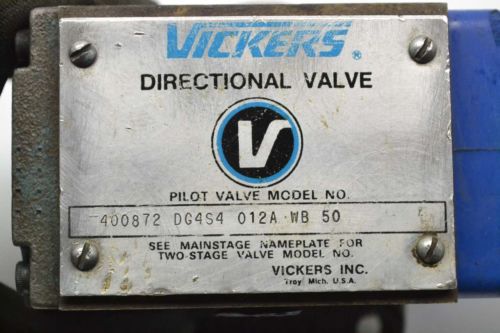 VICKERS®
DIRECTIONAL VALVE
V
PILOT VALVE MODEL NO.
400872 DG4S4 012A WB 50
SEE MAINSTAGE NAMEPLATE FOR
TWO-STAGE VALVE MODEL NO.
VICKERS INC.
Troy, Mich. U.S.A.